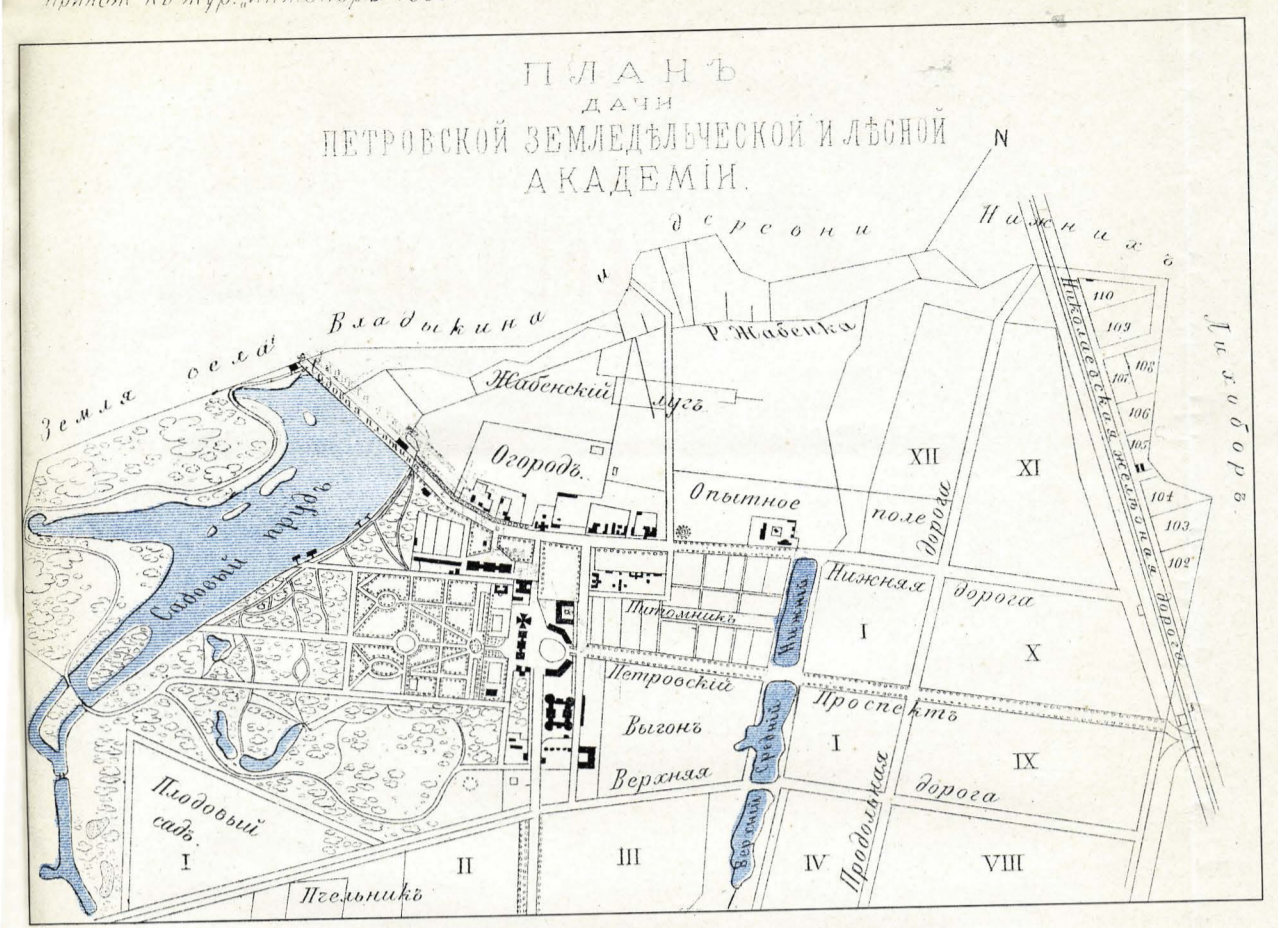 ПЛАНЪ
ДАЧИ
ПЕТРОВСКОЙ ЗЕМЛЕДѢЛЬЧЕСКОЙ И ЛѢСНОЙ
АКАДЕМІИ.
N
Земля села Владыкина и деревни Нижнихъ Лихоборъ.
Р. Жабенка
Жабенскій лугъ
Огородъ.
Опытное
поле
XII
XI
дорога
Николаевская желѣзная дорога
110
109
108
107
106
105
104
103
102
Садовый прудъ
Нижняя дорога
Питомникъ
Нижній
I
X
Петровскій Проспектъ
Выгонъ
Средній
I
IX
Верхняя дорога
Продольная
Плодовый
садъ.
I
II
III
Верхній
IV
VIII
Пчельникъ